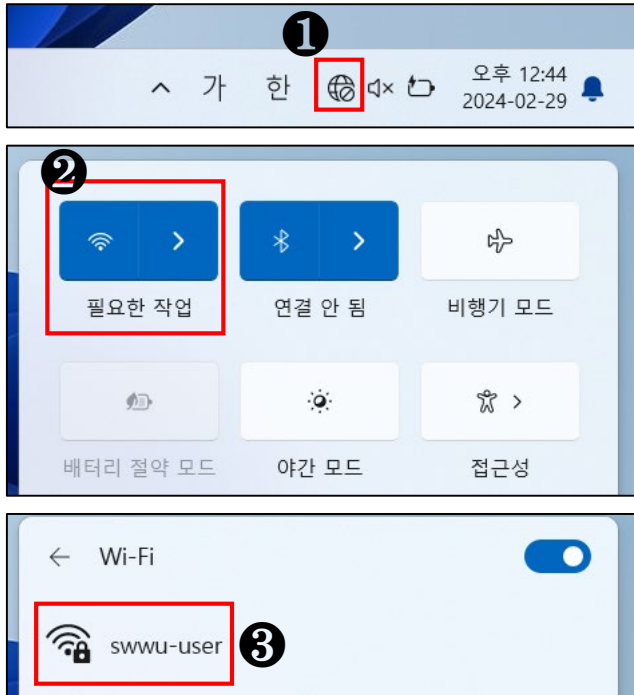 ❶
가 한 오후 12:44
2024-02-29
❷
필요한 작업 연결 안 됨 비행기 모드
배터리 절약 모드 야간 모드 접근성
← Wi-Fi
swwu-user ❸